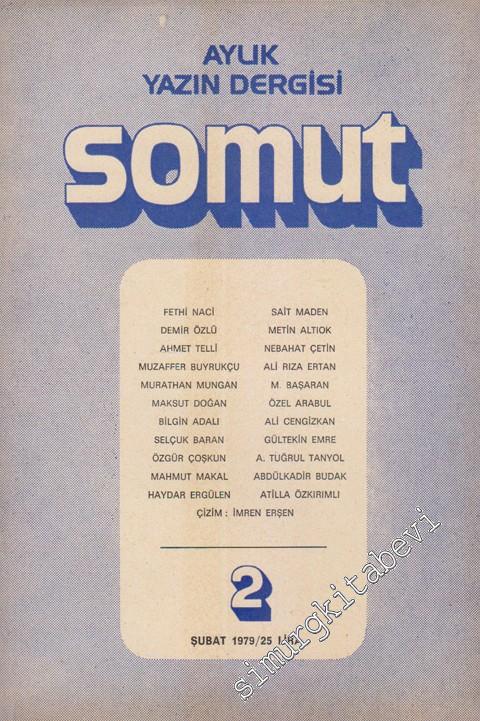 AYLIK
YAZIN DERGİSİ
somut
FETHİ NACİ SAİT MADEN
DEMİR ÖZLÜ METİN ALTIOK
AHMET TELLİ NEBAHAT ÇETİN
MUZAFFER BUYRUKÇU ALİ RIZA ERTAN
MURATHAN MUNGAN M. BAŞARAN
MAKSUT DOĞAN ÖZEL ARABUL
BİLGİN ADALI ALİ CENGİZKAN
SELÇUK BARAN GÜLTEKİN EMRE
ÖZGÜR ÇOŞKUN A. TUĞRUL TANYOL
MAHMUT MAKAL ABDÜLKADİR BUDAK
HAYDAR ERGÜLEN ATİLLA ÖZKIRIMLI
ÇİZİM : İMREN ERŞEN
2
ŞUBAT 1979/25 LİRA
simurgkitabevi